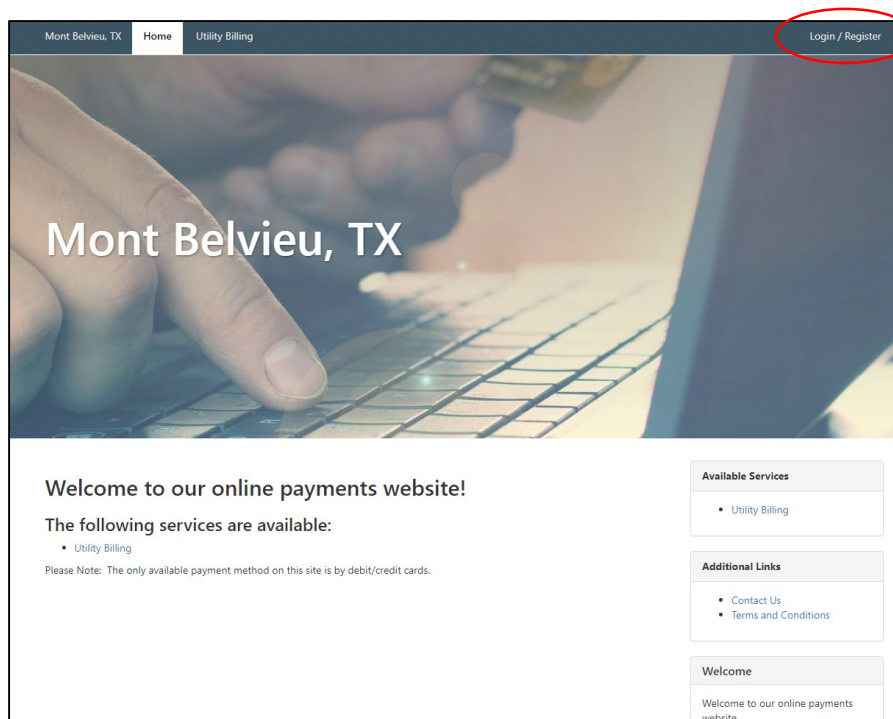 Mont Belvieu, TX Home Utility Billing Login / Register
Mont Belvieu, TX
Welcome to our online payments website!
The following services are available:
Utility Billing
Please Note: The only available payment method on this site is by debit/credit cards.
Available Services
Utility Billing
Additional Links
Contact Us
Terms and Conditions
Welcome
Welcome to our online payments
website